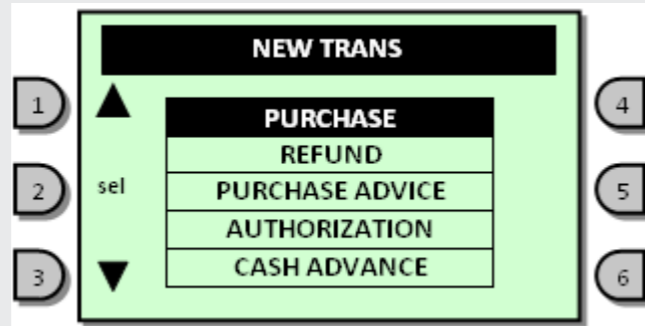 NEW TRANS
1
4
PURCHASE
REFUND
2
sel
PURCHASE ADVICE
5
AUTHORIZATION
3
CASH ADVANCE
6